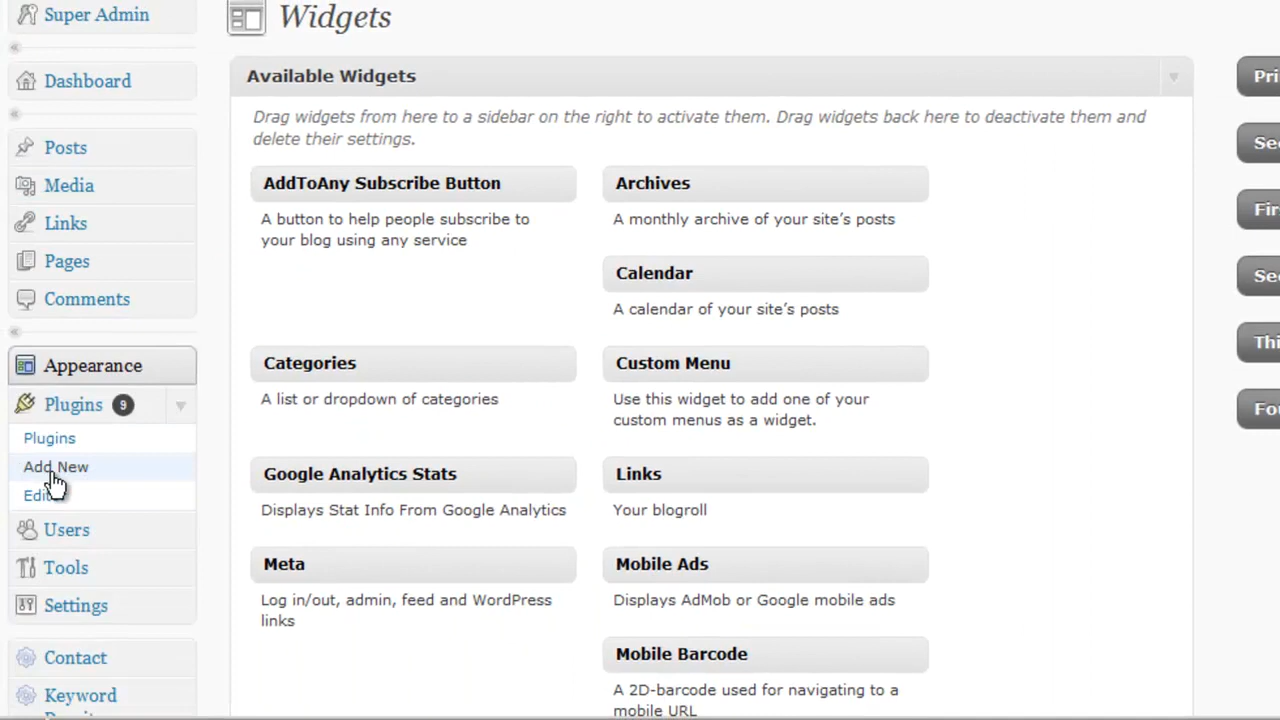 Super Admin
Dashboard
Posts
Media
Links
Pages
Comments
Appearance
Plugins 9
Plugins
Add New
Users
Tools
Settings
Contact
Keyword
Widgets
Available Widgets
Drag widgets from here to a sidebar on the right to activate them. Drag widgets back here to deactivate them and
delete their settings.
AddToAny Subscribe Button
A button to help people subscribe to
your blog using any service
Archives
A monthly archive of your site's posts
Calendar
A calendar of your site's posts
Categories
A list or dropdown of categories
Custom Menu
Use this widget to add one of your
custom menus as a widget.
Google Analytics Stats
Displays Stat Info From Google Analytics
Links
Your blogroll
Meta
Log in/out, admin, feed and WordPress
links
Mobile Ads
Displays AdMob or Google mobile ads
Mobile Barcode
A 2D-barcode used for navigating to a
mobile URL
Pri
Sec
Fir
Sec
Thi
Fo